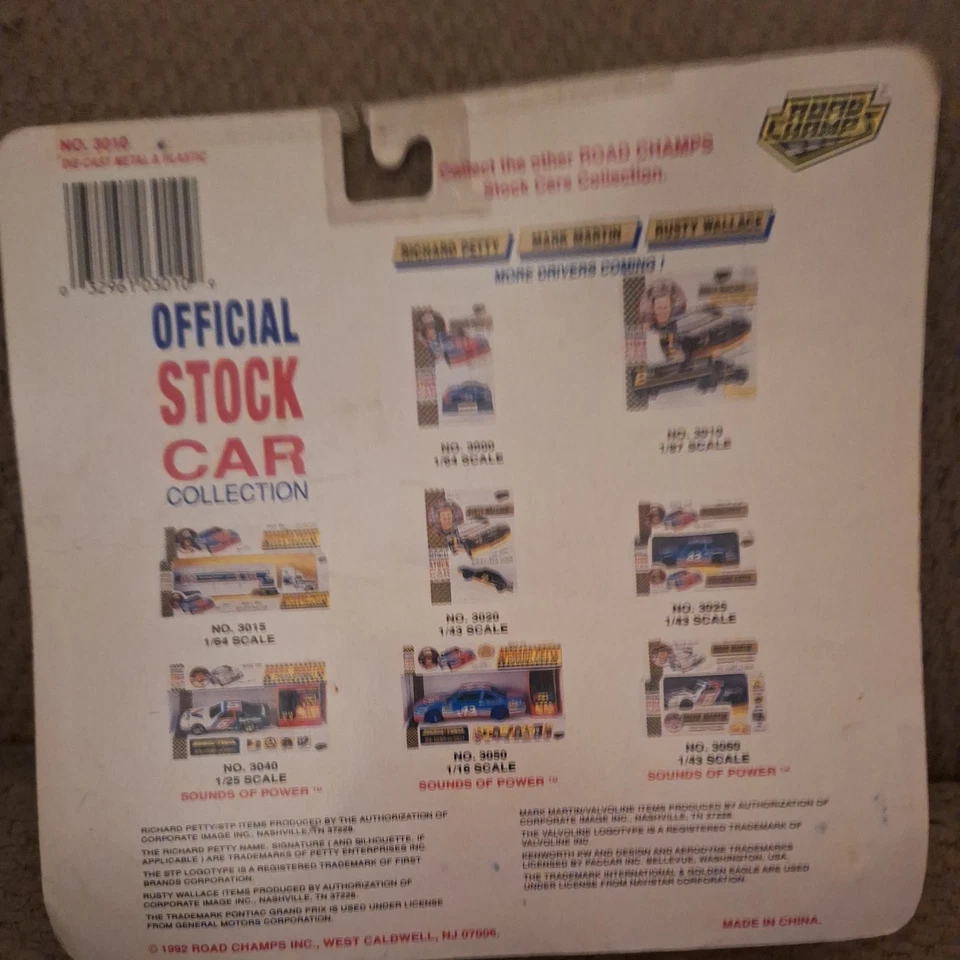 NO. 3010
DIE-CAST METAL & PLASTIC
0 32961 03010 9
Collect the other ROAD CHAMPS
Stock Cars Collection.
ROAD
CHAMPS
RICHARD PETTY
MARK MARTIN
RUSTY WALLACE
MORE DRIVERS COMING !
OFFICIAL
STOCK
CAR
COLLECTION
NO. 3000
1/64 SCALE
NO. 3010
1/87 SCALE
NO. 3015
1/64 SCALE
NO. 3020
1/43 SCALE
NO. 3025
1/43 SCALE
NO. 3040
1/25 SCALE
SOUNDS OF POWER ™
NO. 3050
1/16 SCALE
SOUNDS OF POWER ™
NO. 3060
1/43 SCALE
SOUNDS OF POWER ™
RICHARD PETTY/STP ITEMS PRODUCED BY THE AUTHORIZATION OF
CORPORATE IMAGE INC., NASHVILLE, TN 37228.
THE RICHARD PETTY NAME, SIGNATURE ( AND SILHOUETTE, IF
APPLICABLE ) ARE TRADEMARKS OF PETTY ENTERPRISES INC.
THE STP LOGOTYPE IS A REGISTERED TRADEMARK OF FIRST
BRANDS CORPORATION.
RUSTY WALLACE ITEMS PRODUCED BY AUTHORIZATION OF
CORPORATE IMAGE INC., NASHVILLE, TN 37228.
THE TRADEMARK PONTIAC GRAND PRIX IS USED UNDER LICENSE
FROM GENERAL MOTORS CORPORATION.
MARK MARTIN/VALVOLINE ITEMS PRODUCED BY AUTHORIZATION OF
CORPORATE IMAGE INC., NASHVILLE, TN 37228.
THE VALVOLINE LOGOTYPE IS A REGISTERED TRADEMARK OF
VALVOLINE INC.
KENWORTH KW AND DESIGN AND AERODYNE TRADEMARKS
LICENSED BY PACCAR INC. BELLEVUE, WASHINGTON, USA.
THE TRADEMARK INTERNATIONAL & GOLDEN EAGLE ARE USED
UNDER LICENSE FROM NAVISTAR CORPORATION.
© 1992 ROAD CHAMPS INC., WEST CALDWELL, NJ 07006.
MADE IN CHINA.